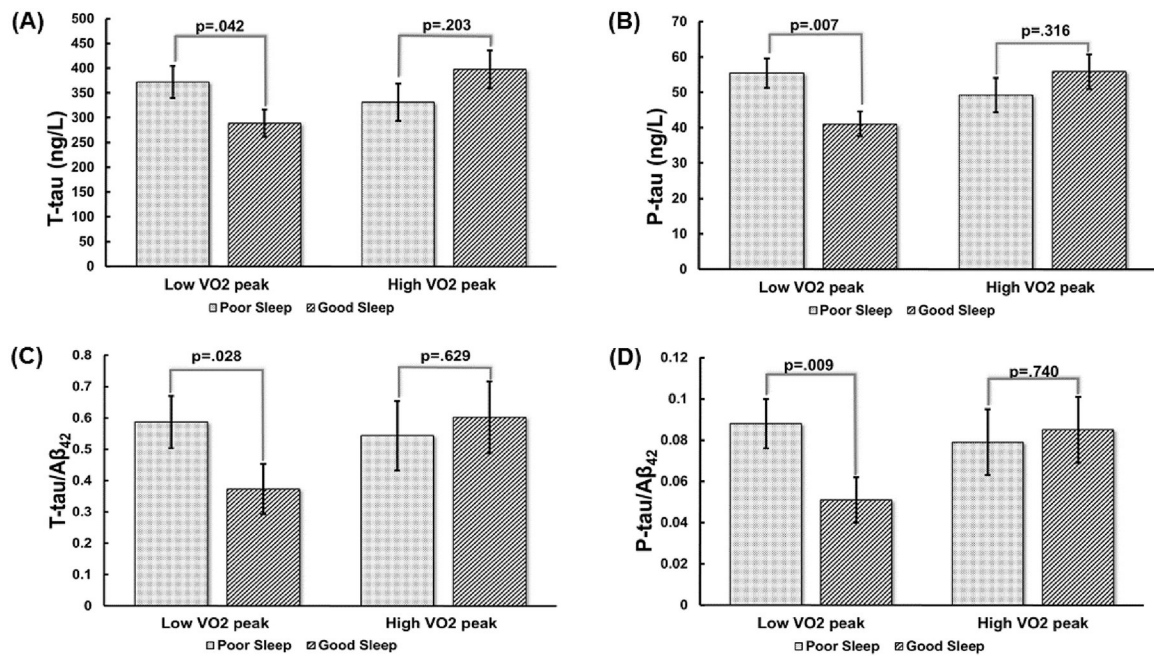 (A)
T-tau (ng/L)
500
450
400
350
300
250
200
150
100
50
0
p=.042
p=.203
Low VO2 peak
High VO2 peak
Poor Sleep
Good Sleep
(B)
P-tau (ng/L)
70
60
50
40
30
20
10
0
p=.007
p=.316
Low VO2 peak
High VO2 peak
Poor Sleep
Good Sleep
(C)
T-tau/Aβ₄₂
0.8
0.7
0.6
0.5
0.4
0.3
0.2
0.1
0
p=.028
p=.629
Low VO2 peak
High VO2 peak
Poor Sleep
Good Sleep
(D)
P-tau/Aβ₄₂
0.12
0.1
0.08
0.06
0.04
0.02
0
p=.009
p=.740
Low VO2 peak
High VO2 peak
Poor Sleep
Good Sleep